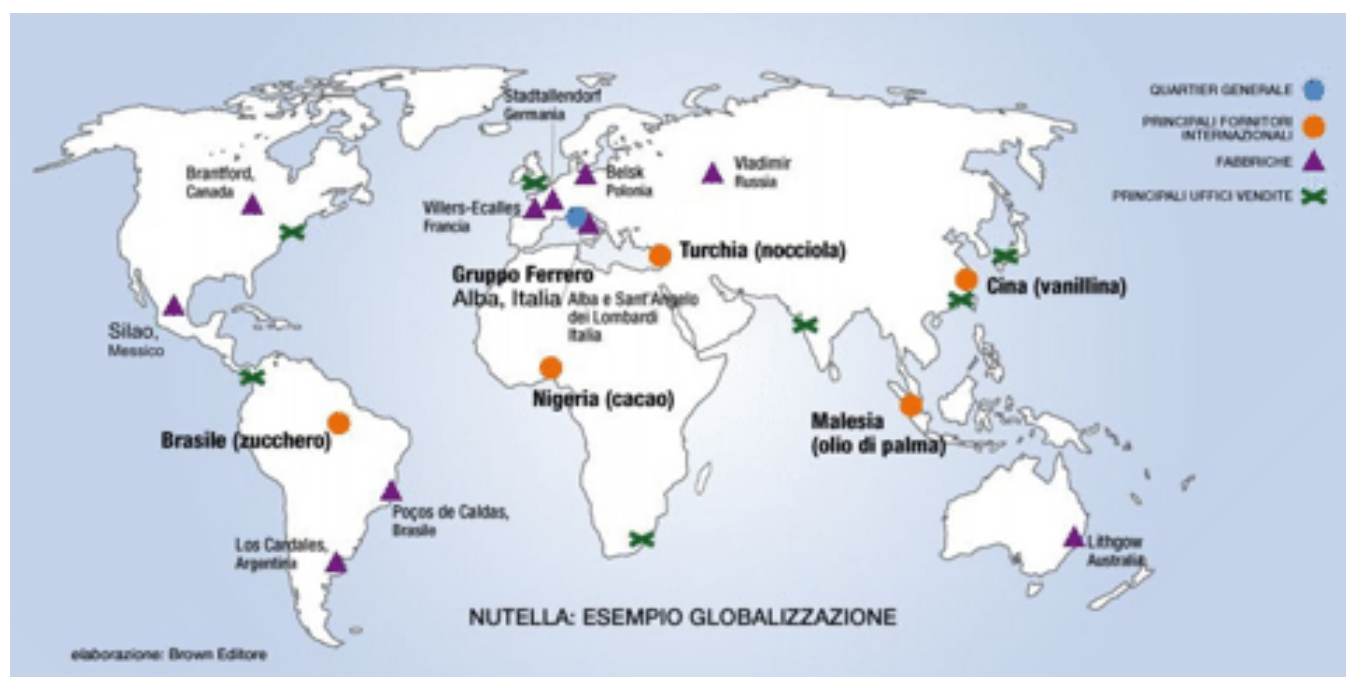 Stadtallendorf
Germania
QUARTIER GENERALE
PRINCIPALI FORNITORI
INTERNAZIONALI
FABBRICHE
PRINCIPALI UFFICI VENDITE
Brantford,
Canada
Belsk
Polonia
Vladimir
Russia
Villers-Ecalles
Francia
Turchia (nocciola)
Gruppo Ferrero
Alba, Italia
Alba e Sant'Angelo
dei Lombardi
Italia
Cina (vanillina)
Silao,
Messico
Nigeria (cacao)
Malesia
(olio di palma)
Brasile (zucchero)
Poços de Caldas,
Brasile
Los Cardales,
Argentina
Lithgow
Australia
NUTELLA: ESEMPIO GLOBALIZZAZIONE
elaborazione: Brown Editore